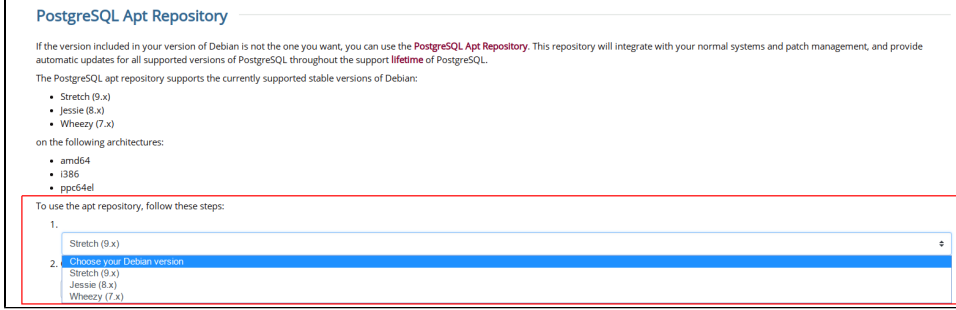 PostgreSQL Apt Repository
If the version included in your version of Debian is not the one you want, you can use the PostgreSQL Apt Repository. This repository will integrate with your normal systems and patch management, and provide
automatic updates for all supported versions of PostgreSQL throughout the support lifetime of PostgreSQL.
The PostgreSQL apt repository supports the currently supported stable versions of Debian:
• Stretch (9.x)
• Jessie (8.x)
• Wheezy (7.x)
on the following architectures:
• amd64
• i386
• ppc64el
To use the apt repository, follow these steps:
1.
Stretch (9.x)
2.
Choose your Debian version
Stretch (9.x)
Jessie (8.x)
Wheezy (7.x)